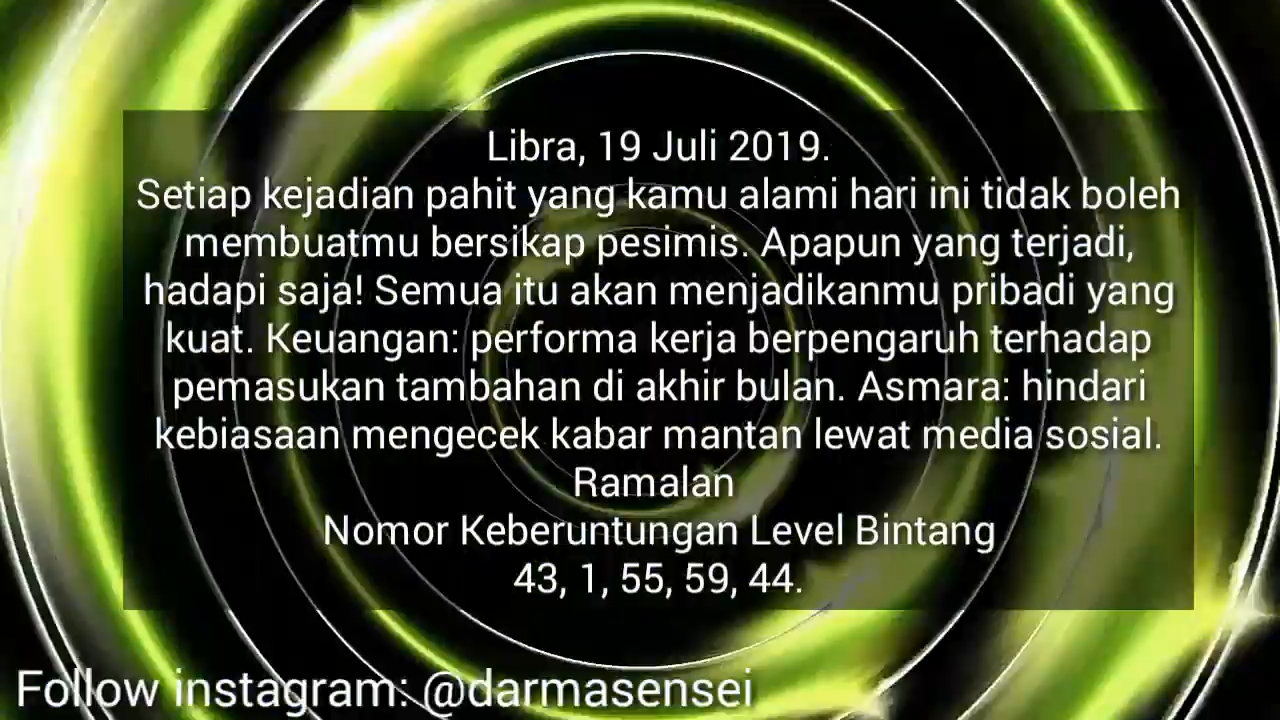 Libra, 19 Juli 2019.
Setiap kejadian pahit yang kamu alami hari ini tidak boleh
membuatmu bersikap pesimis. Apapun yang terjadi,
hadapi saja! Semua itu akan menjadikanmu pribadi yang
kuat. Keuangan: performa kerja berpengaruh terhadap
pemasukan tambahan di akhir bulan. Asmara: hindari
kebiasaan mengecek kabar mantan lewat media sosial.
Ramalan
Nomor Keberuntungan Level Bintang
43, 1, 55, 59, 44.
Follow instagram: @darmasensei